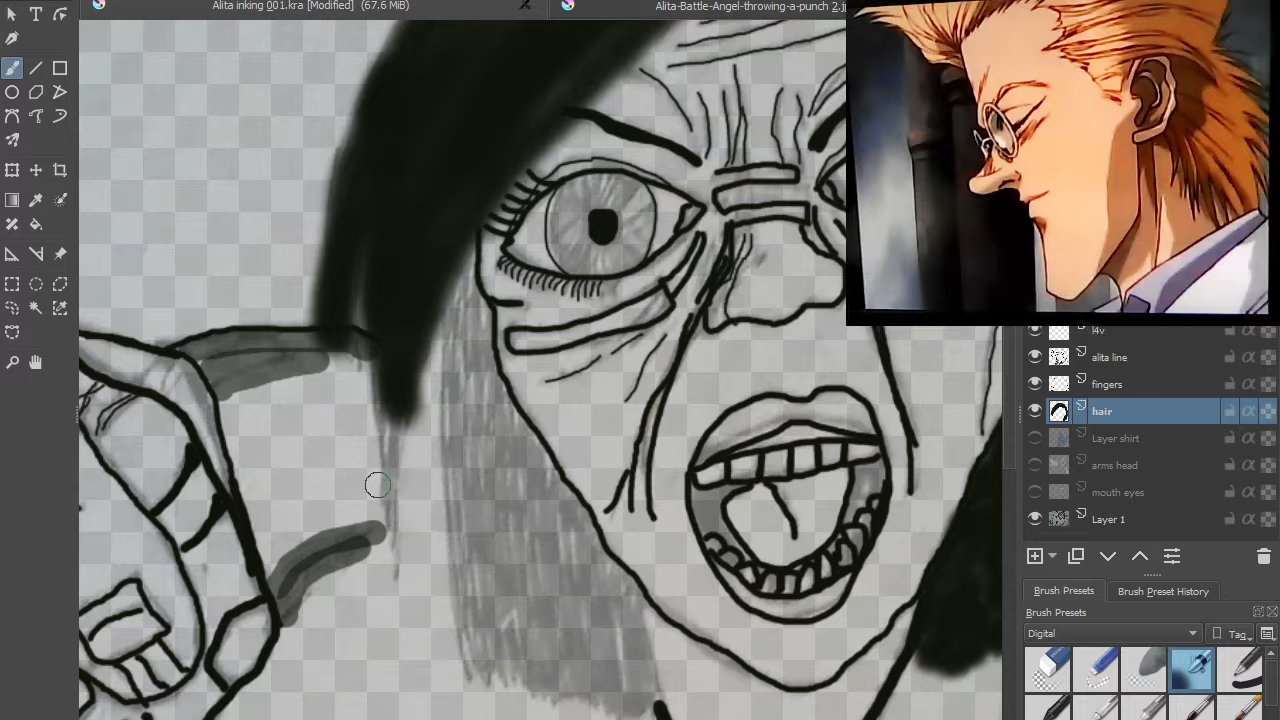 Alita inking 001.kra [Modified] (67.6 MiB)
Alita-Battle-Angel-throwing-a-punch 2.j
l4v
alita line
fingers
hair
Layer shirt
arms head
mouth eyes
Layer 1
Brush Presets
Brush Preset History
Brush Presets
Digital
Tag